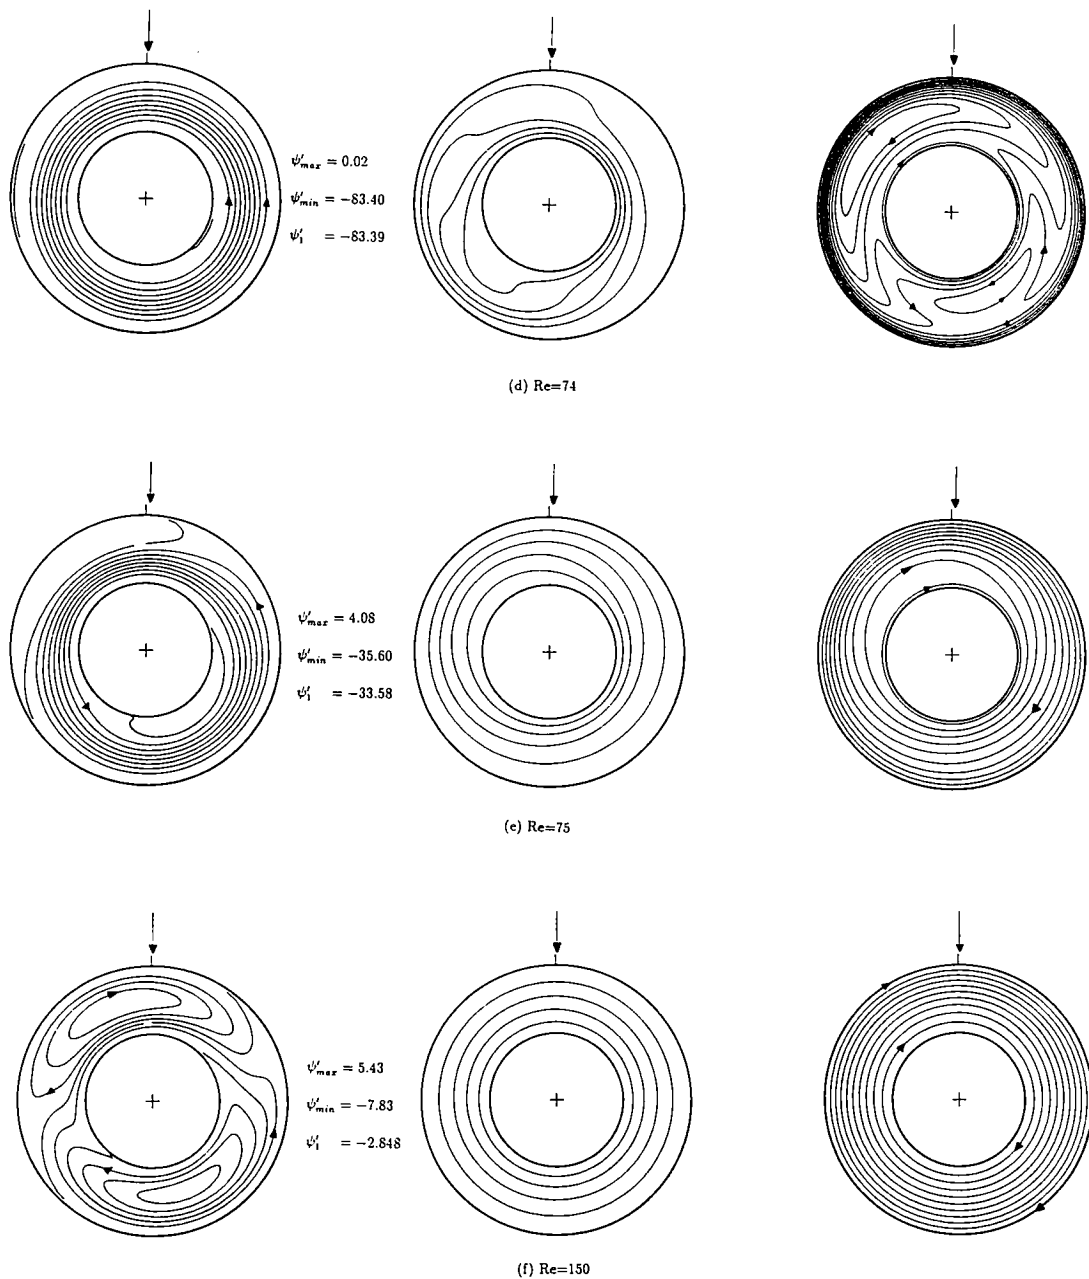 ψ′max = 0.02
ψ′min = −83.40
ψ′1 = −83.39
(d) Re=74
ψ′max = 4.08
ψ′min = −35.60
ψ′1 = −33.58
(e) Re=75
ψ′max = 5.43
ψ′min = −7.83
ψ′1 = −2.848
(f) Re=150